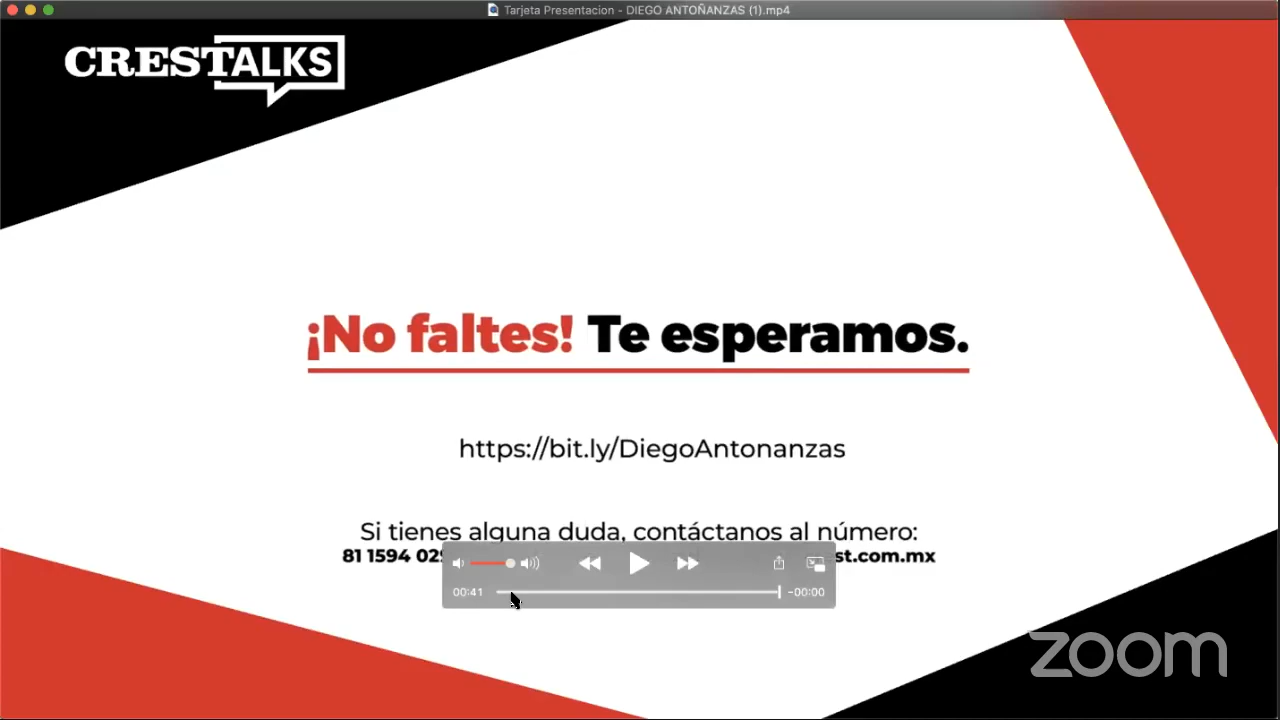 Tarjeta Presentacion - DIEGO ANTOÑANZAS (1).mp4
CRESTALKS
¡No faltes! Te esperamos.
https://bit.ly/DiegoAntonanzas
Si tienes alguna duda, contáctanos al número:
81 1594 st.com.mx
00:41 -00:00
zoom